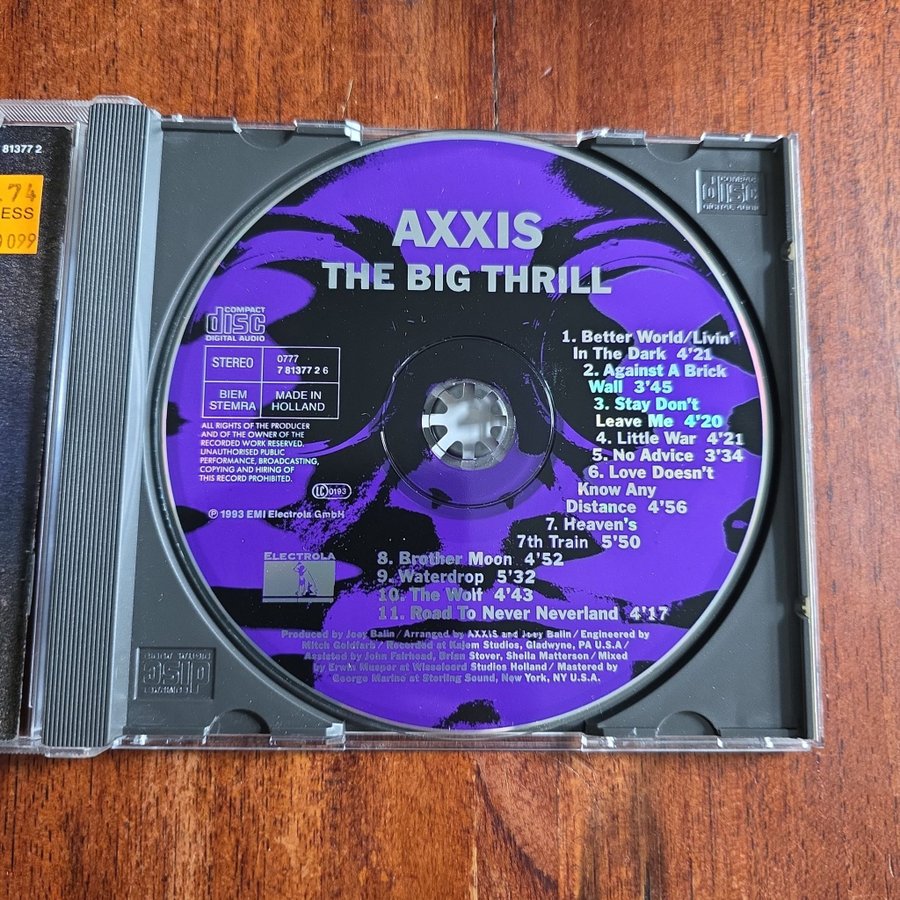 81377 2
.74
ESS
0099
COMPACT
disc
DIGITAL AUDIO
AXXIS
THE BIG THRILL
COMPACT
disc
DIGITAL AUDIO
STEREO
0777
7 81377 2 6
BIEM
STEMRA
MADE IN
HOLLAND
ALL RIGHTS OF THE PRODUCER
AND OF THE OWNER OF THE
RECORDED WORK RESERVED.
UNAUTHORISED PUBLIC
PERFORMANCE, BROADCASTING,
COPYING AND HIRING OF
THIS RECORD PROHIBITED.
LC 0193
℗ 1993 EMI Electrola GmbH
1. Better World/Livin'
In The Dark 4'21
2. Against A Brick
Wall 3'45
3. Stay Don't
Leave Me 4'20
4. Little War 4'21
5. No Advice 3'34
6. Love Doesn't
Know Any
Distance 4'56
7. Heaven's
7th Train 5'50
ELECTROLA
8. Brother Moon 4'52
9. Waterdrop 5'32
10. The Wolf 4'43
11. Road To Never Neverland 4'17
Produced by Joey Balin / Arranged by AXXIS and Joey Balin / Engineered by
Mitch Goldfarb / Recorded at Kajem Studios, Gladwyne, PA U.S.A /
Assisted by John Fairhead, Brian Stover, Sheila Matterson / Mixed
by Erwin Musper at Wisseloord Studios Holland / Mastered by
George Marino at Sterling Sound, New York, NY U.S.A.
COMPACT
disc
DIGITAL AUDIO